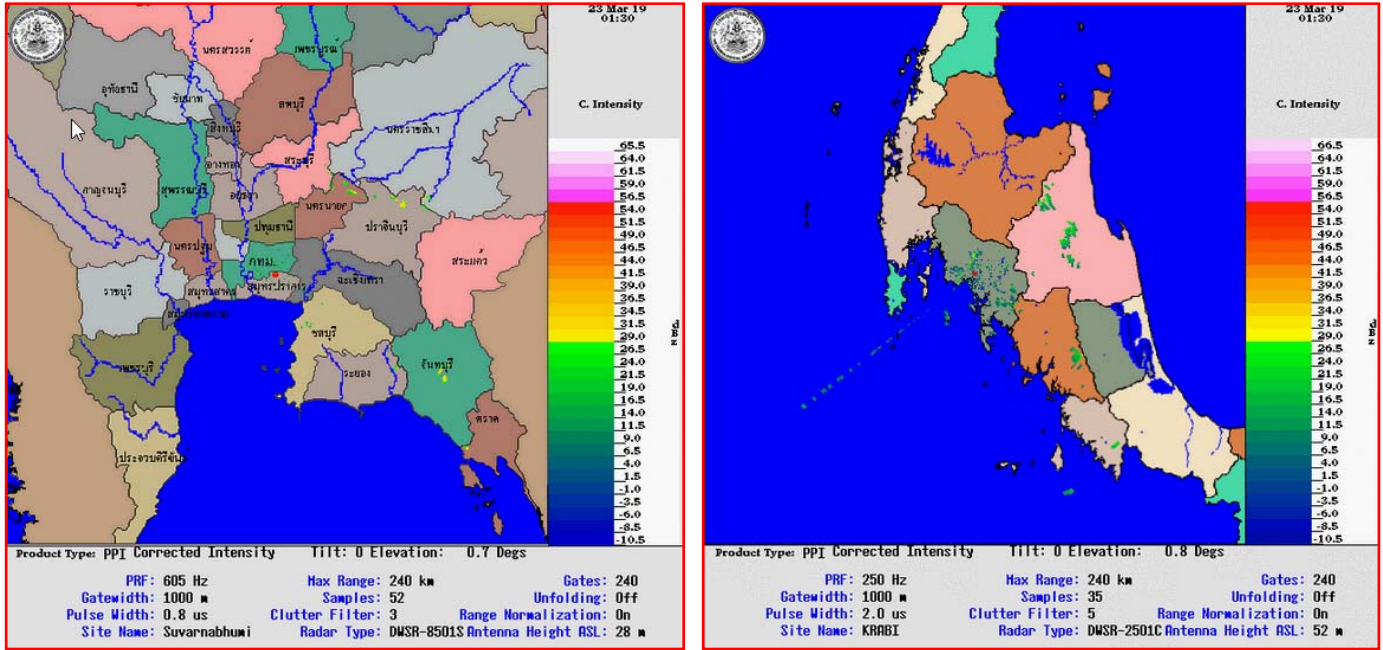 23 Mar 19
01:30
C. Intensity
65.5
64.0
61.5
59.0
56.5
54.0
51.5
49.0
46.5
44.0
41.5
39.0
36.5
34.0
31.5
29.0
26.5
24.0
21.5
19.0
16.5
14.0
11.5
9.0
6.5
4.0
1.5
-1.0
-3.5
-6.0
-8.5
-10.5
นครสวรรค์
เพชรบูรณ์
อุทัยธานี
ชัยนาท
ลพบุรี
สิงห์บุรี
นครราชสีมา
อ่างทอง
สระบุรี
กาญจนบุรี
สุพรรณบุรี
อยุธยา
นครนายก
ปทุมธานี
ปราจีนบุรี
นครปฐม
กทม.
สระแก้ว
ราชบุรี
สมุทรสาคร
สมุทรปราการ
ฉะเชิงเทรา
ชลบุรี
เพชรบุรี
ระยอง
จันทบุรี
ตราด
ประจวบคีรีขันธ์
Product Type: PPI Corrected Intensity Tilt: 0 Elevation: 0.7 Degs
PRF: 605 Hz Max Range: 240 km Gates: 240
Gatewidth: 1000 m Samples: 52 Unfolding: Off
Pulse Width: 0.8 us Clutter Filter: 3 Range Normalization: On
Site Name: Suvarnabhumi Radar Type: DWSR-8501S Antenna Height ASL: 28 m
23 Mar 19
01:30
C. Intensity
66.5
64.0
61.5
59.0
56.5
54.0
51.5
49.0
46.5
44.0
41.5
39.0
36.5
34.0
31.5
29.0
26.5
24.0
21.5
19.0
16.5
14.0
11.5
9.0
6.5
4.0
1.5
-1.0
-3.5
-6.0
-8.5
-10.5
Product Type: PPI Corrected Intensity Tilt: 0 Elevation: 0.8 Degs
PRF: 250 Hz Max Range: 240 km Gates: 240
Gatewidth: 1000 m Samples: 35 Unfolding: Off
Pulse Width: 2.0 us Clutter Filter: 5 Range Normalization: On
Site Name: KRABI Radar Type: DWSR-2501C Antenna Height ASL: 52 m